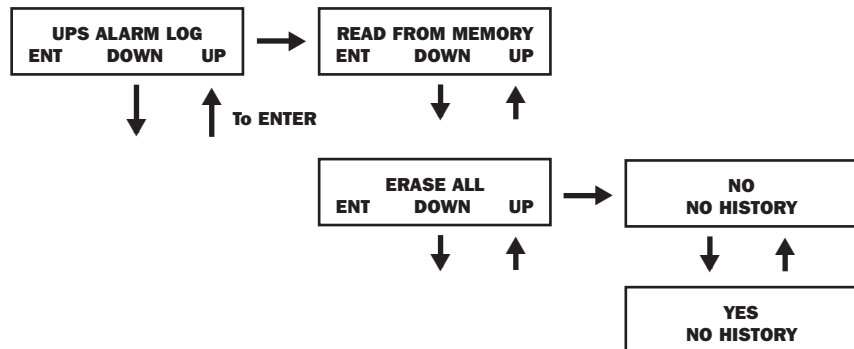 UPS ALARM LOG
ENT DOWN UP
READ FROM MEMORY
ENT DOWN UP
To ENTER
ERASE ALL
ENT DOWN UP
NO
NO HISTORY
YES
NO HISTORY